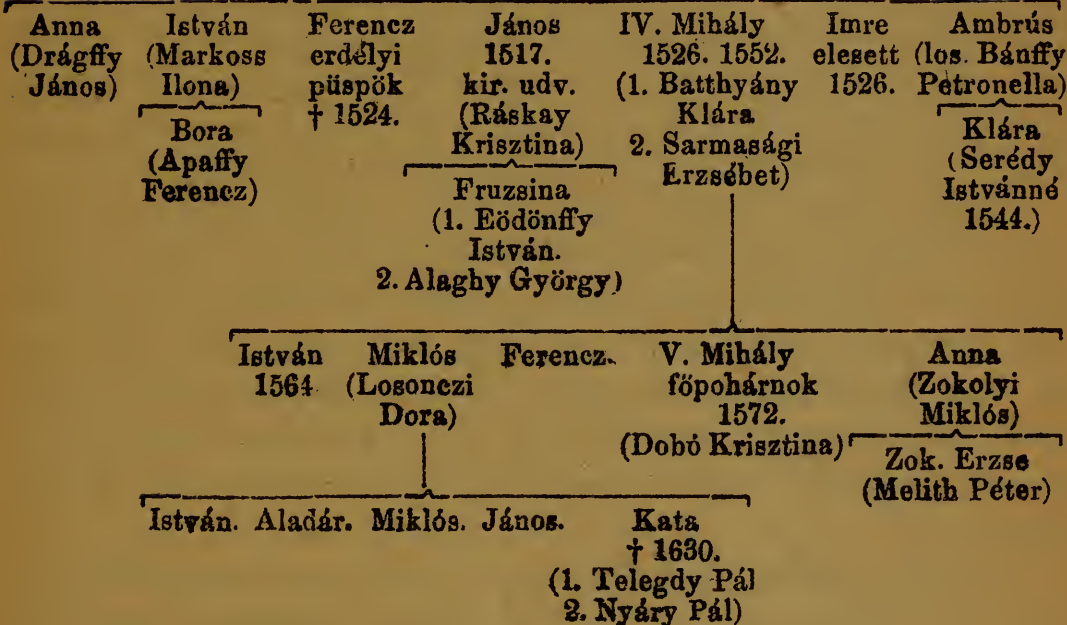 Anna István Ferencz János IV. Mihály Imre Ambrús
(Drágffy (Markoss erdélyi 1517. 1526. 1552. elesett (los. Bánffy
János) Ilona) püspök kir. udv. (1. Batthyány 1526. Petronella)
Bora † 1524. (Ráskay Klára Klára
(Apaffy Krisztina) 2. Sarmasági (Serédy
Ferencz) Fruzsina Erzsébet) Istvánné
(1. Eödönffy 1544.)
István.
2. Alaghy György)
István Miklós Ferencz. V. Mihály Anna
1564 (Losonczi főpohárnok (Zokolyi
Dora) 1572. Miklós)
(Dobó Krisztina) Zok. Erzse
(Melith Péter)
István. Aladár. Miklós. János. Kata
† 1630.
(1. Telegdy Pál
2. Nyáry Pál)